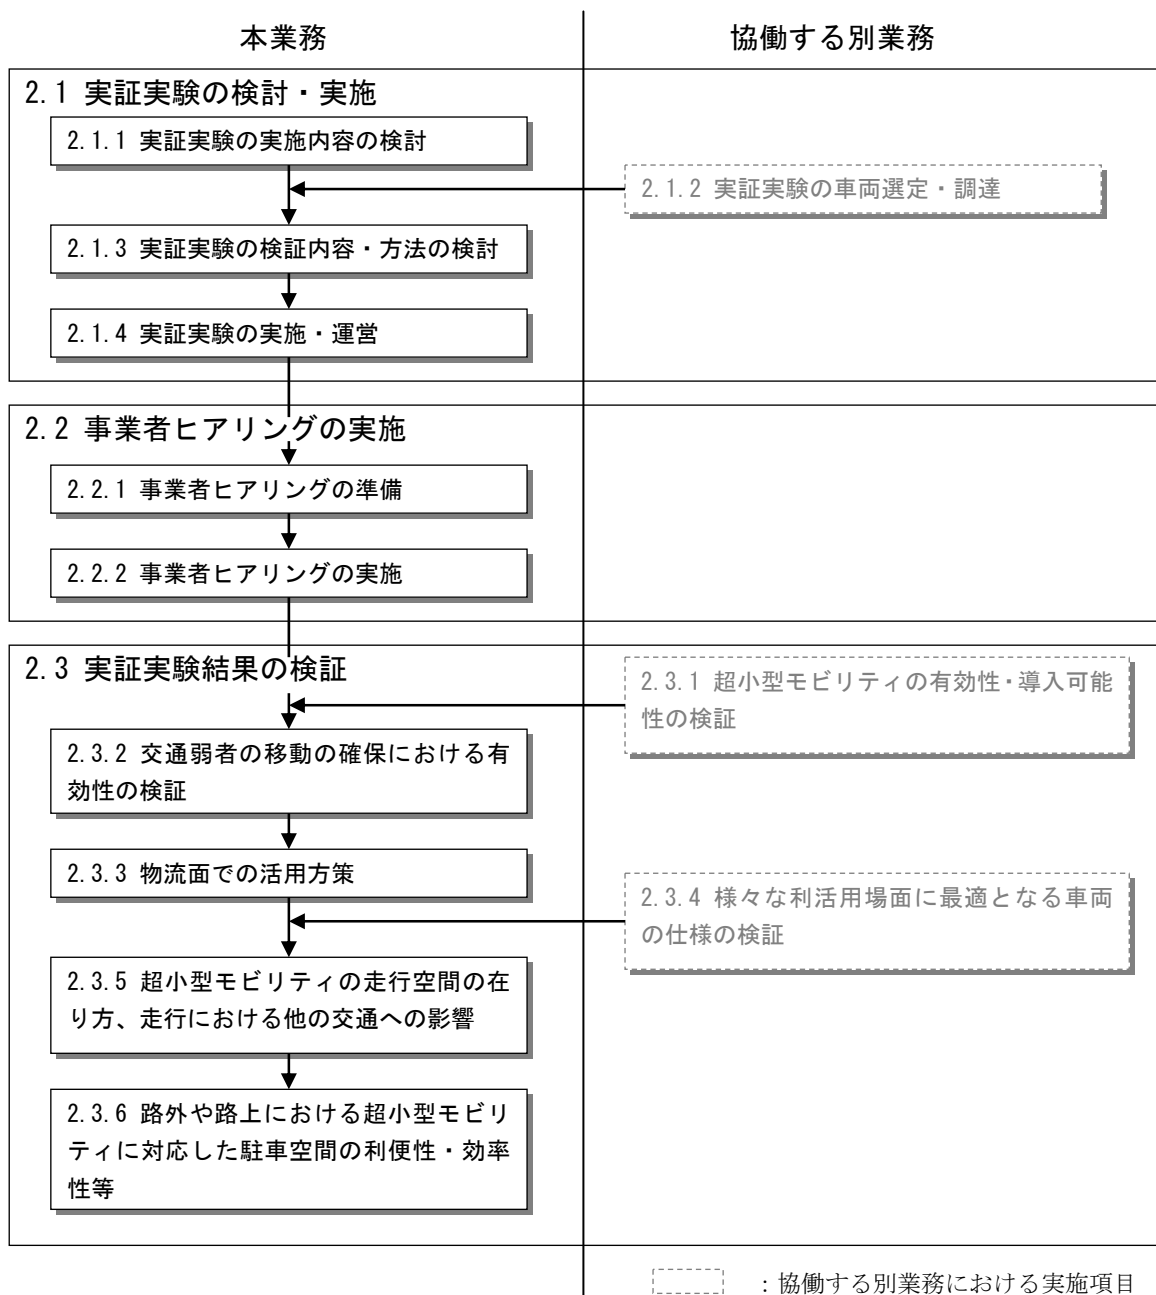 本業務
協働する別業務
2.1 実証実験の検討・実施
2.1.1 実証実験の実施内容の検討
2.1.2 実証実験の車両選定・調達
2.1.3 実証実験の検証内容・方法の検討
2.1.4 実証実験の実施・運営
2.2 事業者ヒアリングの実施
2.2.1 事業者ヒアリングの準備
2.2.2 事業者ヒアリングの実施
2.3 実証実験結果の検証
2.3.1 超小型モビリティの有効性・導入可能
性の検証
2.3.2 交通弱者の移動の確保における有
効性の検証
2.3.3 物流面での活用方策
2.3.4 様々な利活用場面に最適となる車両
の仕様の検証
2.3.5 超小型モビリティの走行空間の在
り方、走行における他の交通への影響
2.3.6 路外や路上における超小型モビリ
ティに対応した駐車空間の利便性・効率
性等
：協働する別業務における実施項目